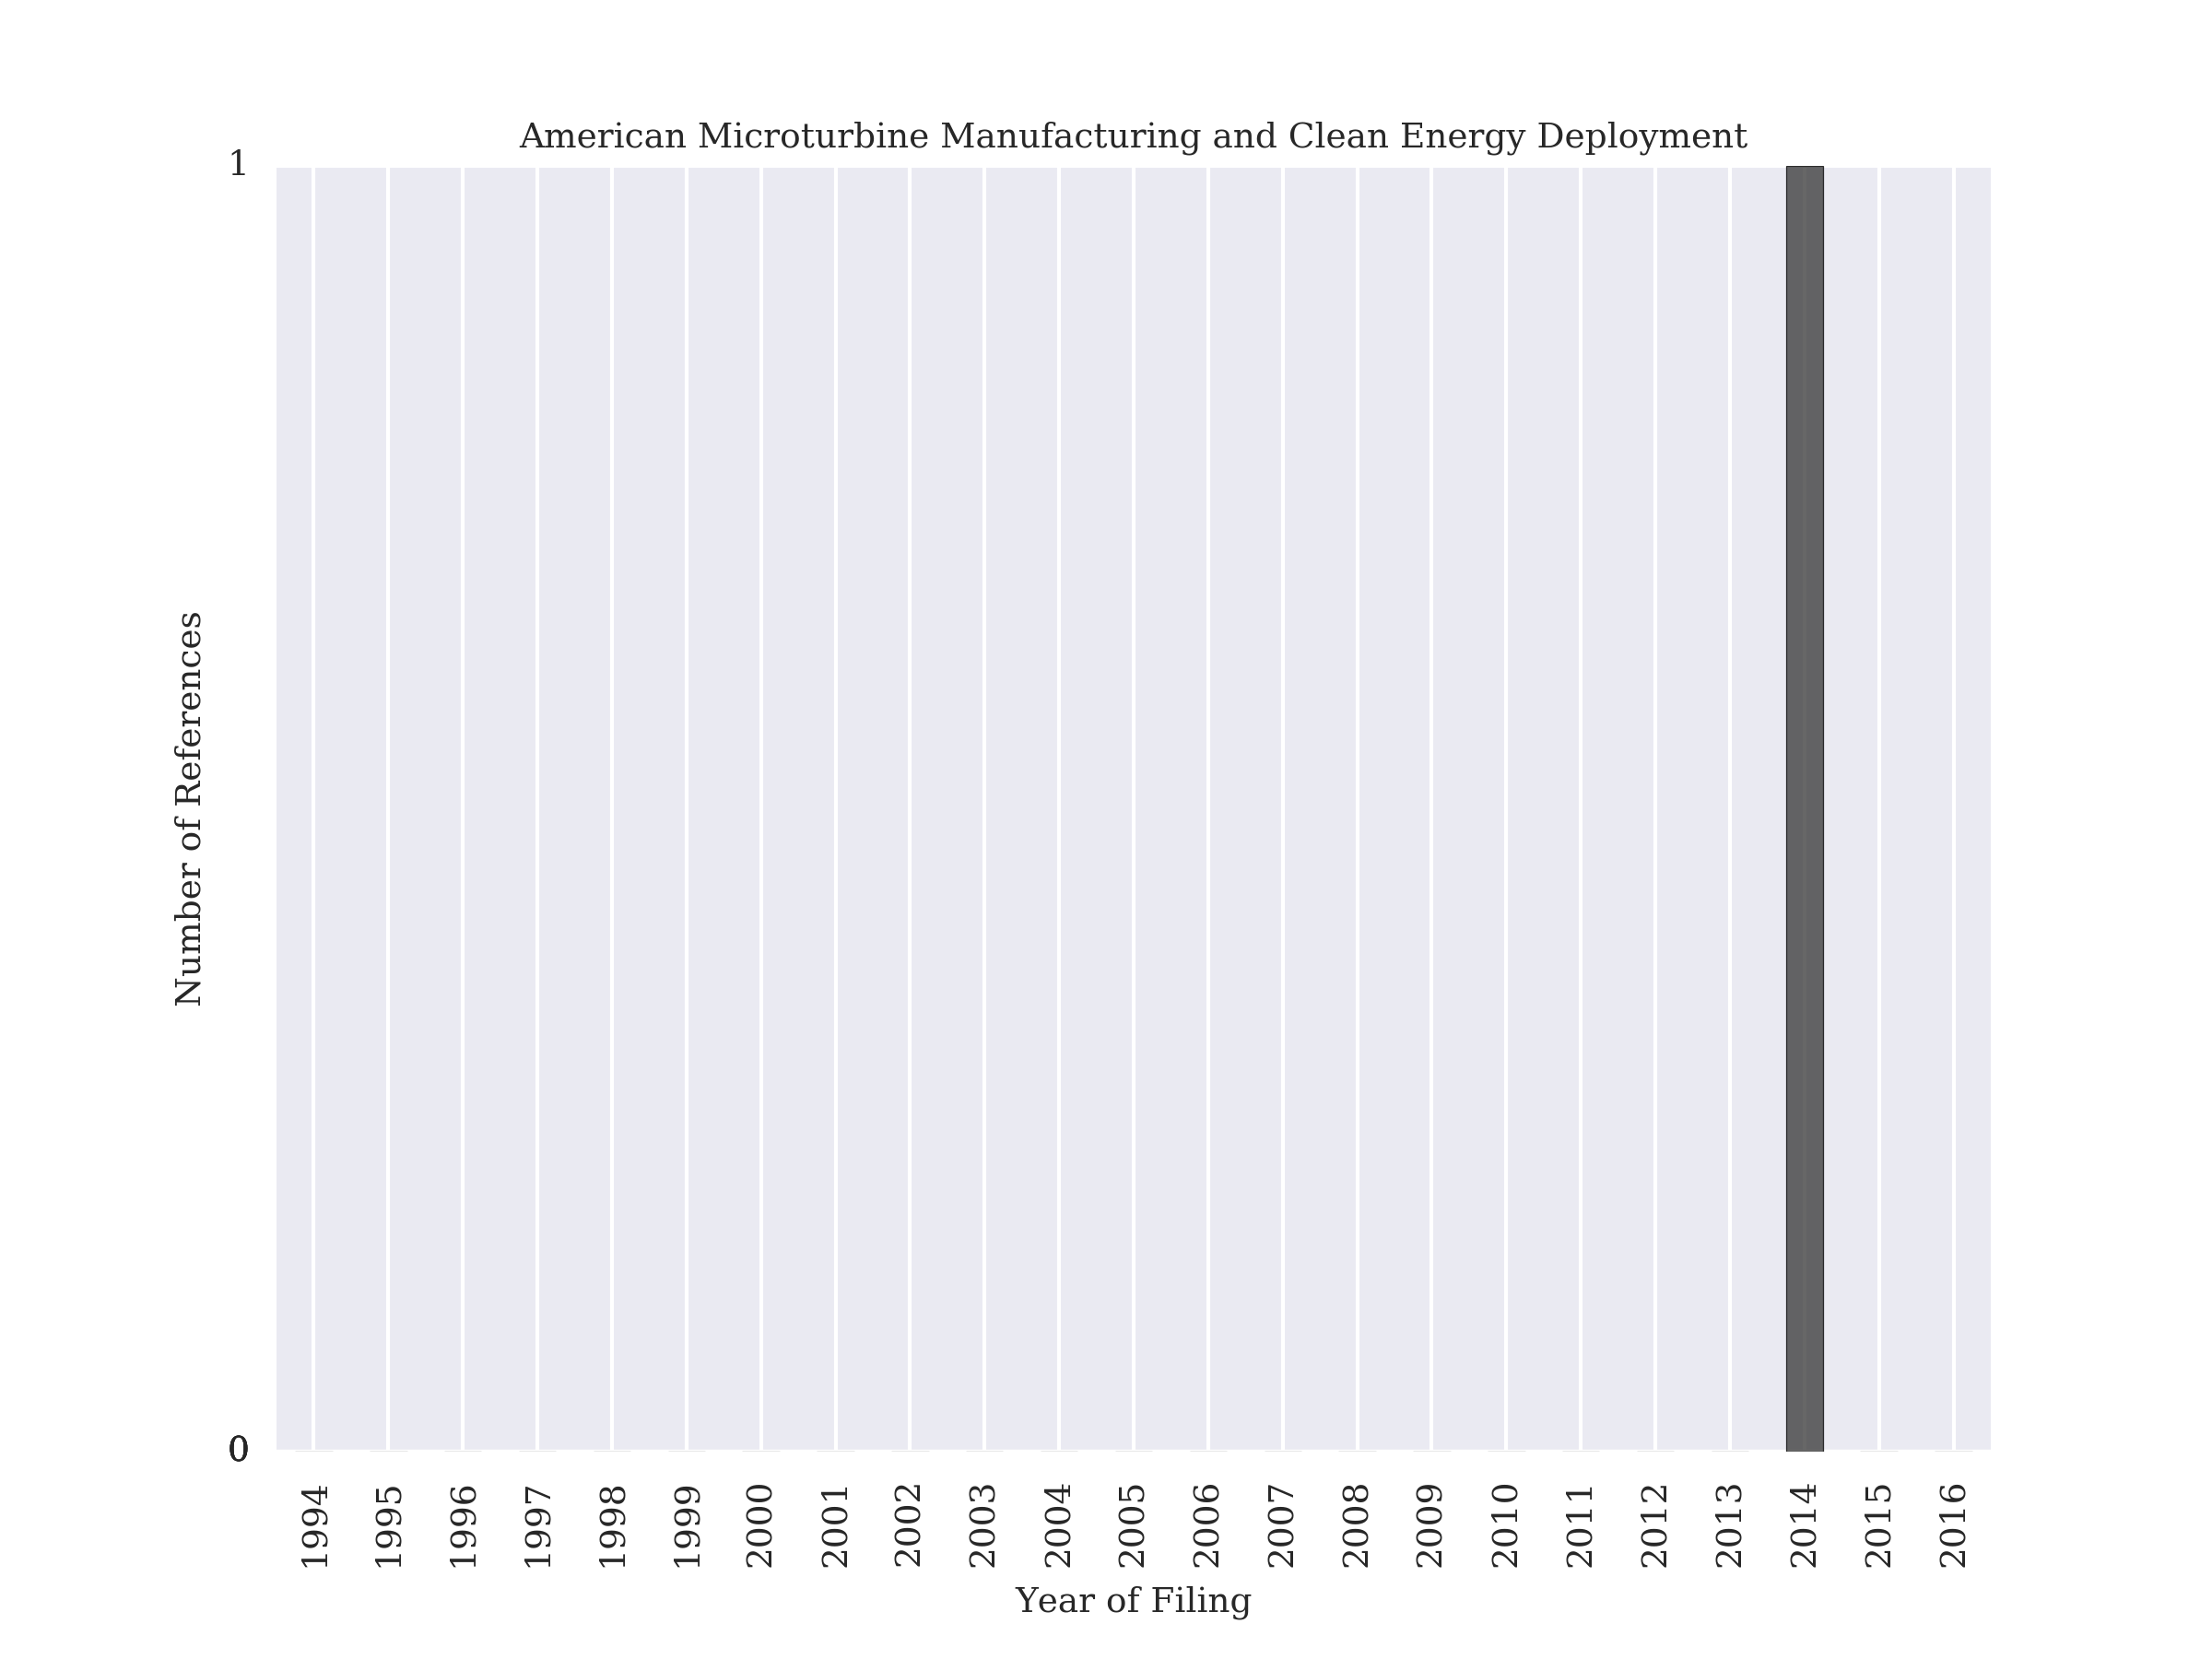 American Microturbine Manufacturing and Clean Energy Deployment
1
Number of References
0
1994 1995 1996 1997 1998 1999 2000 2001 2002 2003 2004 2005 2006 2007 2008 2009 2010 2011 2012 2013 2014 2015 2016
Year of Filing